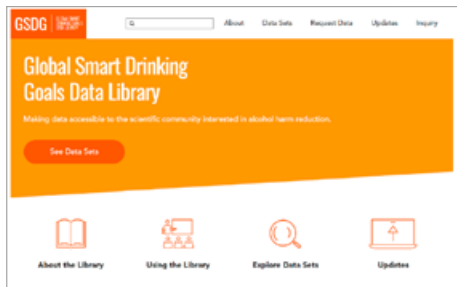 GSDG
About Data Sets Request Data Updates Inquiry
Global Smart Drinking
Goals Data Library
Making data accessible to the scientific community interested in alcohol harm reduction.
See Data Sets
About the Library Using the Library Explore Data Sets Updates